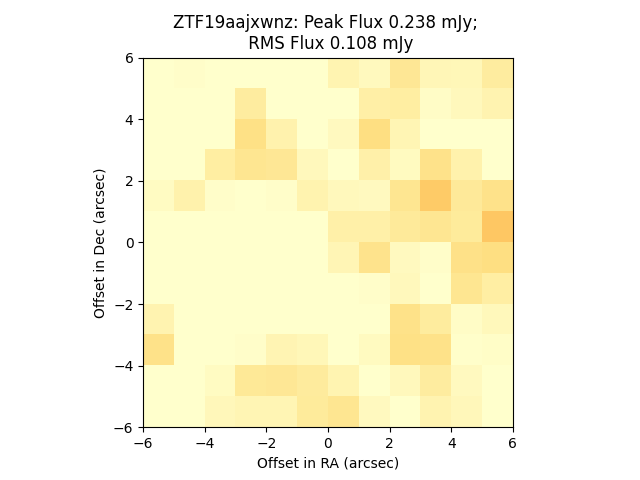 ZTF19aajxwnz: Peak Flux 0.238 mJy;
RMS Flux 0.108 mJy
6
4
2
0
−2
−4
−6
Offset in Dec (arcsec)
−6 −4 −2 0 2 4 6
Offset in RA (arcsec)